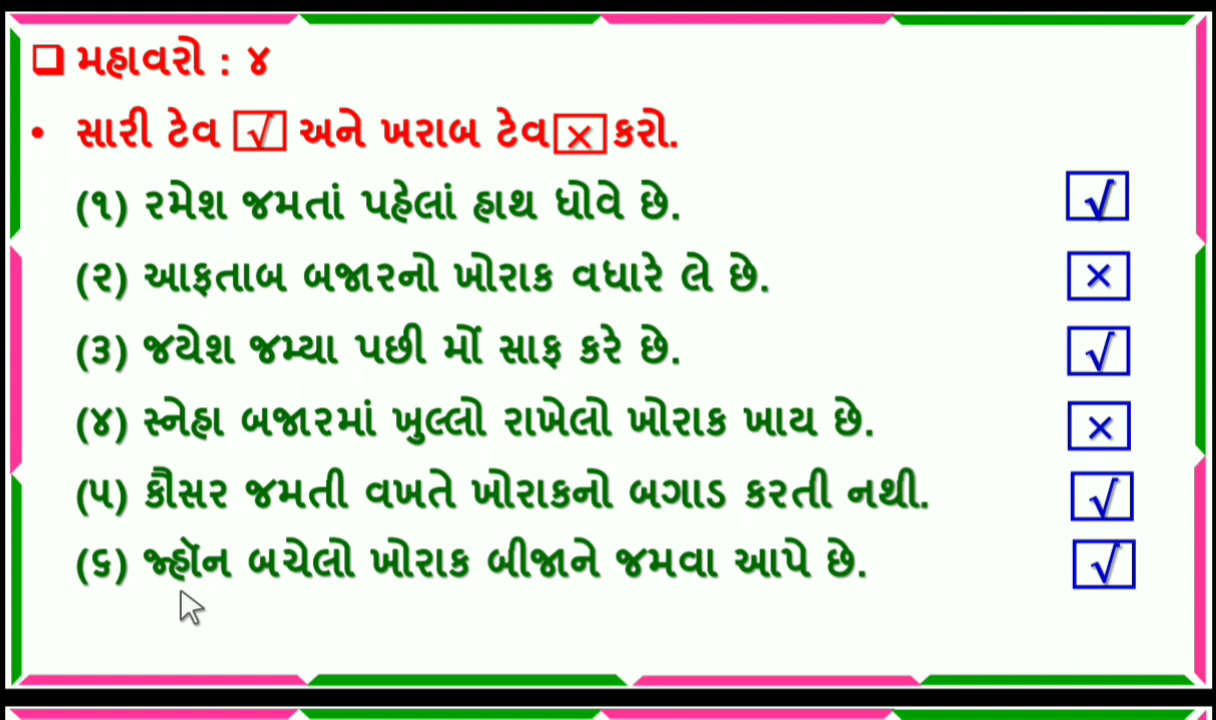 ❑ મહાવરો : ૪
• સારી ટેવ √ અને ખરાબ ટેવ × કરો.
(૧) રમેશ જમતાં પહેલાં હાથ ધોવે છે. √
(૨) આફતાબ બજારનો ખોરાક વધારે લે છે. ×
(૩) જયેશ જમ્યા પછી મોં સાફ કરે છે. √
(૪) સ્નેહા બજારમાં ખુલ્લો રાખેલો ખોરાક ખાય છે. ×
(૫) કૌસર જમતી વખતે ખોરાકનો બગાડ કરતી નથી. √
(૬) જ્હૉન બચેલો ખોરાક બીજાને જમવા આપે છે. √